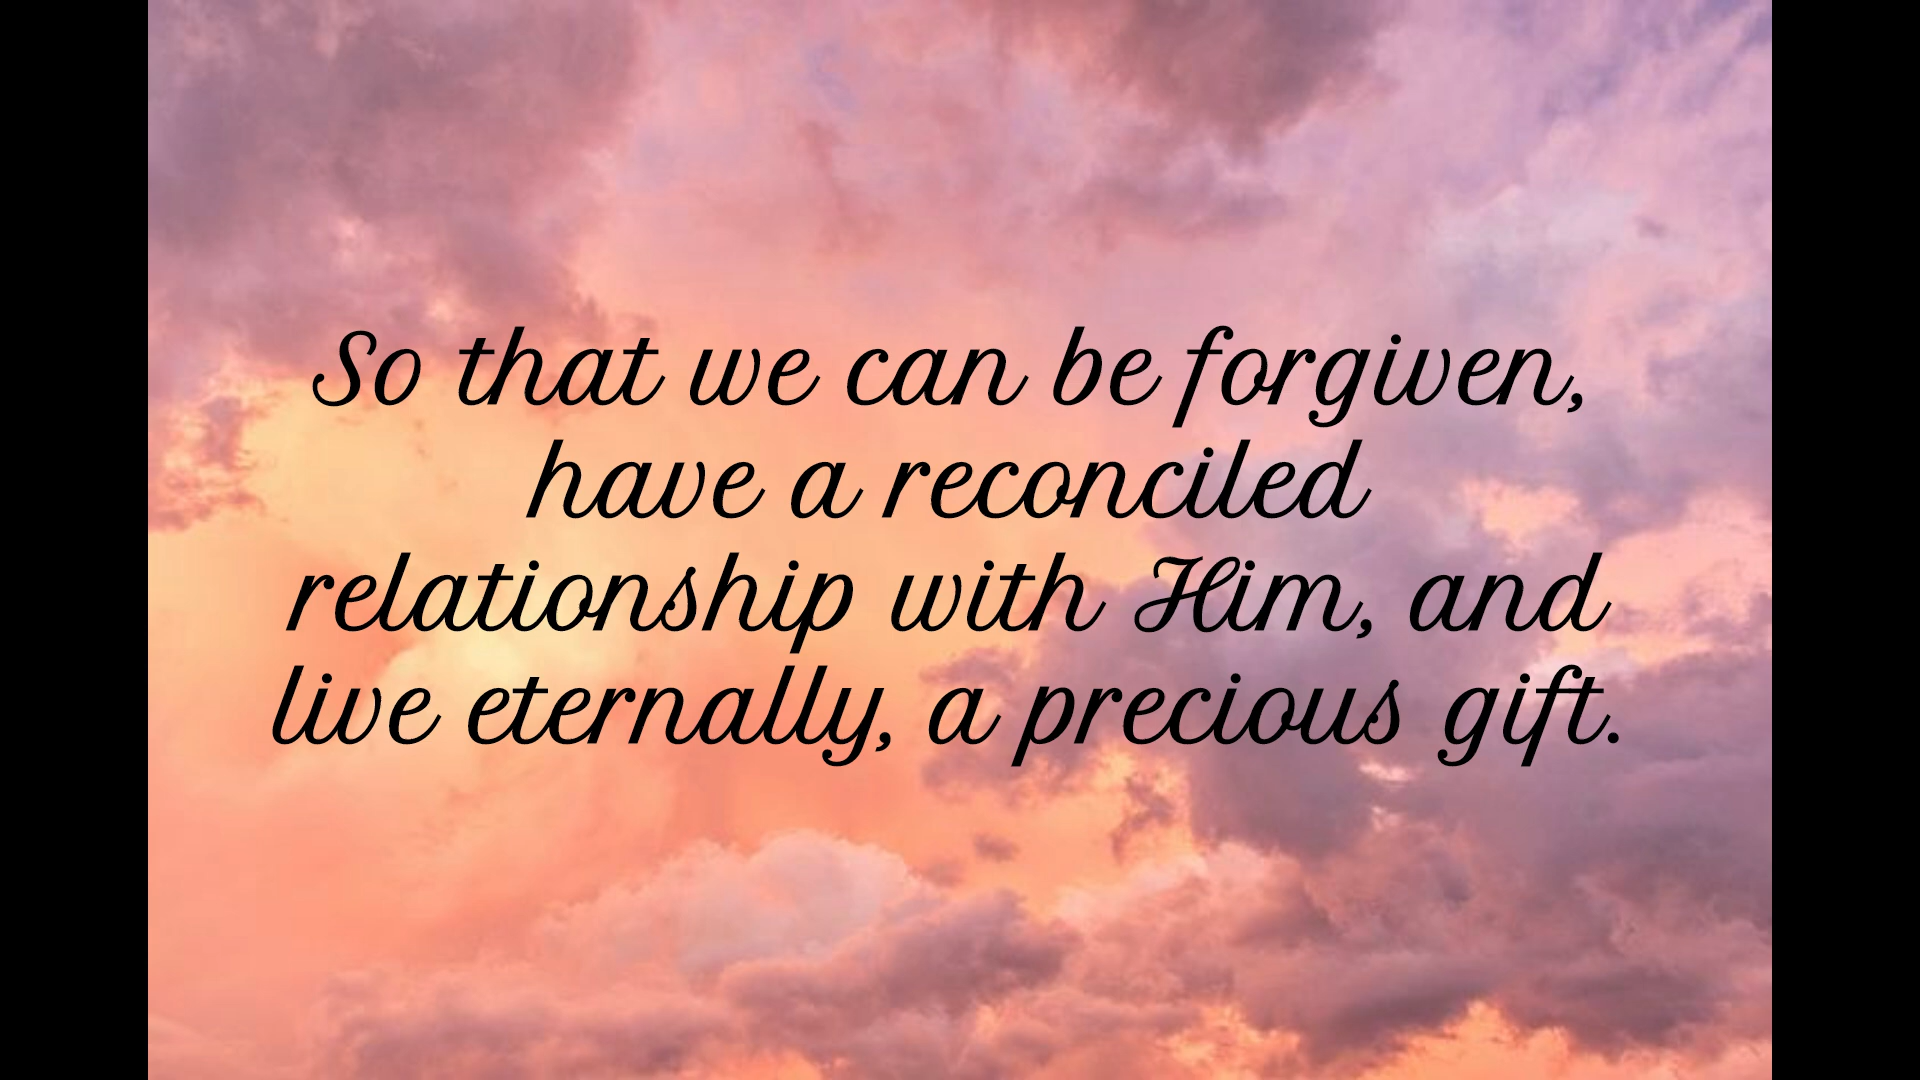 So that we can be forgiven,
have a reconciled
relationship with Him, and
live eternally, a precious gift.